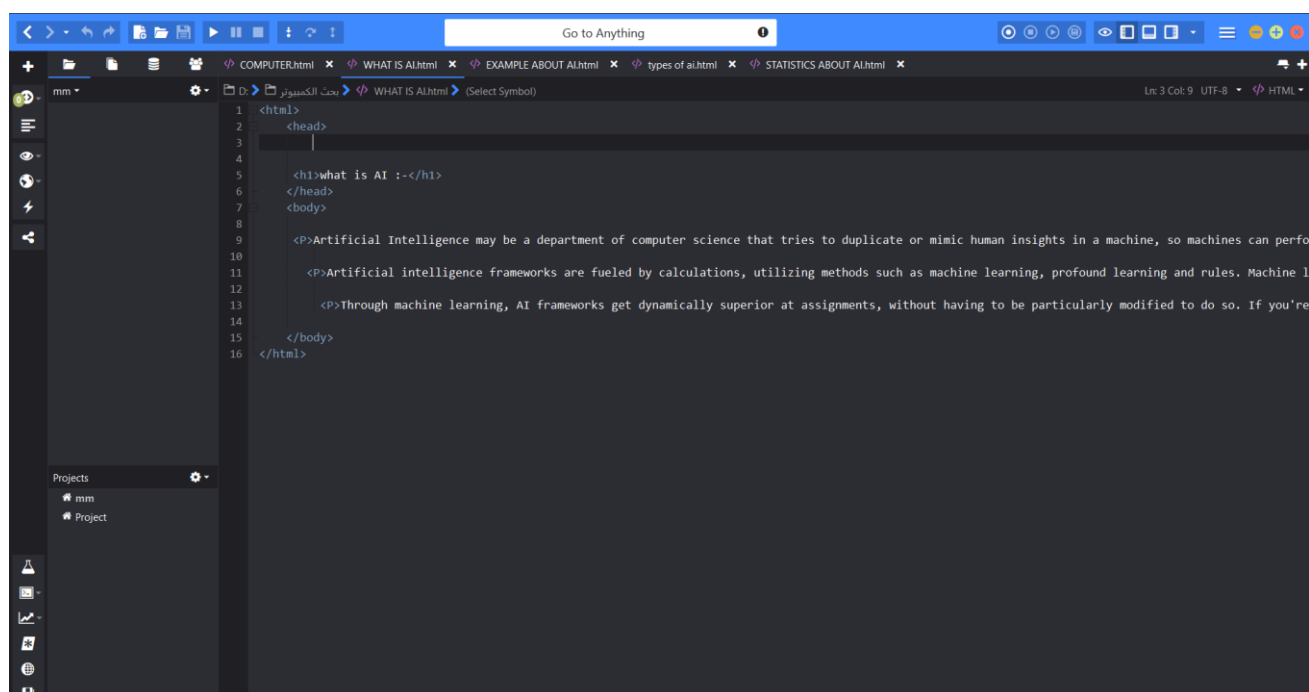 Go to Anything
COMPUTER.html × WHAT IS AI.html × EXAMPLE ABOUT AI.html × types of ai.html × STATISTICS ABOUT AI.html ×
mm
D: بحث الكمبيوتر WHAT IS AI.html (Select Symbol) Ln: 3 Col: 9 UTF-8 HTML
1 <html>
2 <head>
3
4
5 <h1>what is AI :-</h1>
6 </head>
7 <body>
8
9 <P>Artificial Intelligence may be a department of computer science that tries to duplicate or mimic human insights in a machine, so machines can perfo
10
11 <P>Artificial intelligence frameworks are fueled by calculations, utilizing methods such as machine learning, profound learning and rules. Machine l
12
13 <P>Through machine learning, AI frameworks get dynamically superior at assignments, without having to be particularly modified to do so. If you're
14
15 </body>
16 </html>
Projects
mm
Project